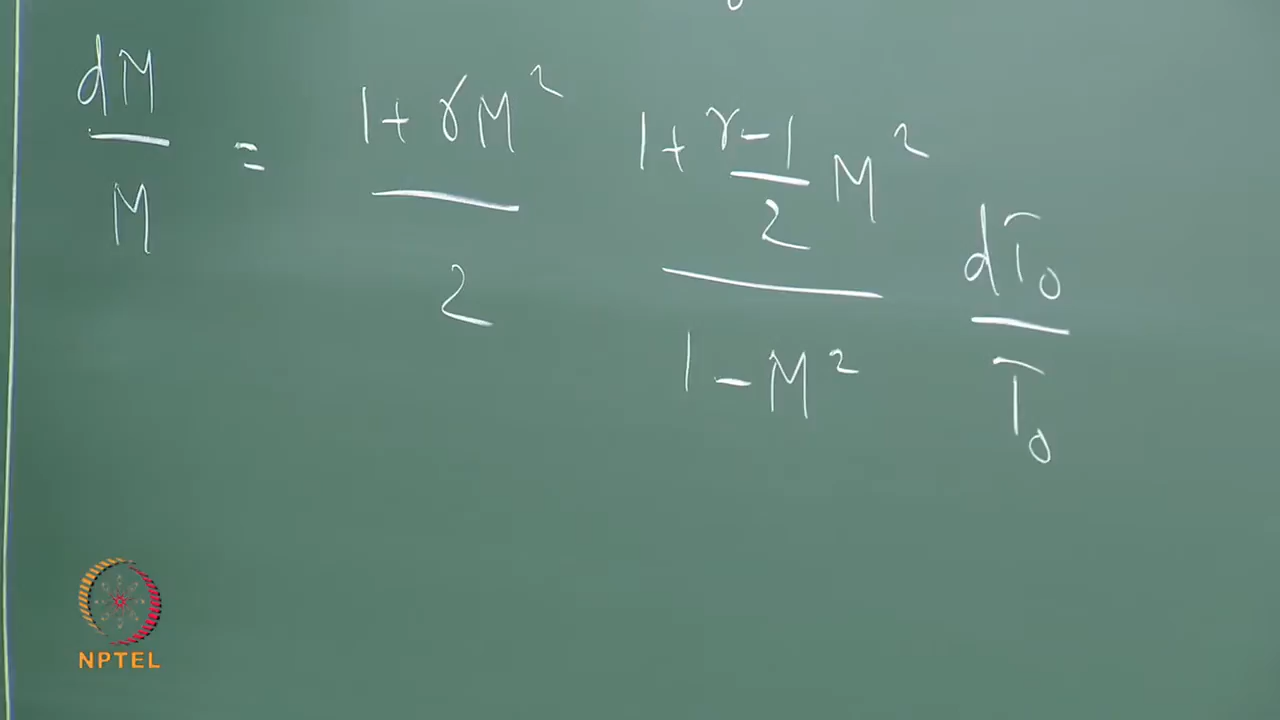 dM/M = (1 + γM²)/2 (1 + (γ-1)/2 M²)/(1 - M²) dT₀/T₀
NPTEL